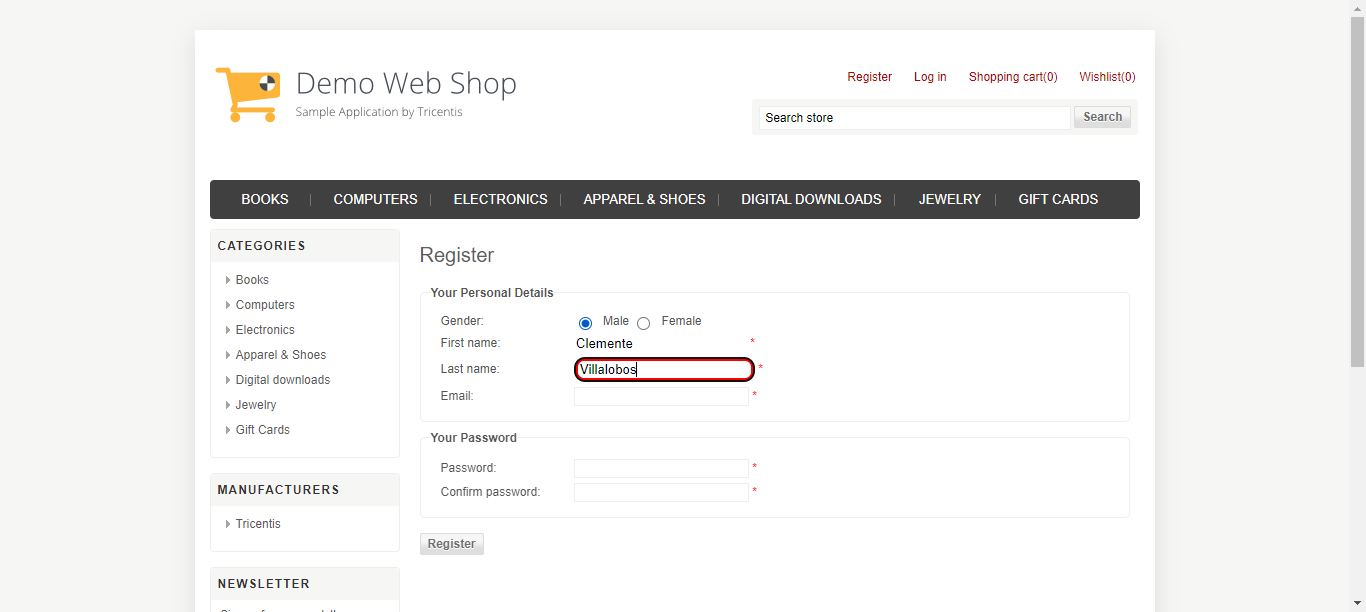 Demo Web Shop
Sample Application by Tricentis
Register Log in Shopping cart(0) Wishlist(0)
Search store Search
BOOKS COMPUTERS ELECTRONICS APPAREL & SHOES DIGITAL DOWNLOADS JEWELRY GIFT CARDS
CATEGORIES
Books
Computers
Electronics
Apparel & Shoes
Digital downloads
Jewelry
Gift Cards
MANUFACTURERS
Tricentis
NEWSLETTER
Register
Your Personal Details
Gender: Male Female
First name: Clemente *
Last name: Villalobos *
Email: *
Your Password
Password: *
Confirm password: *
Register